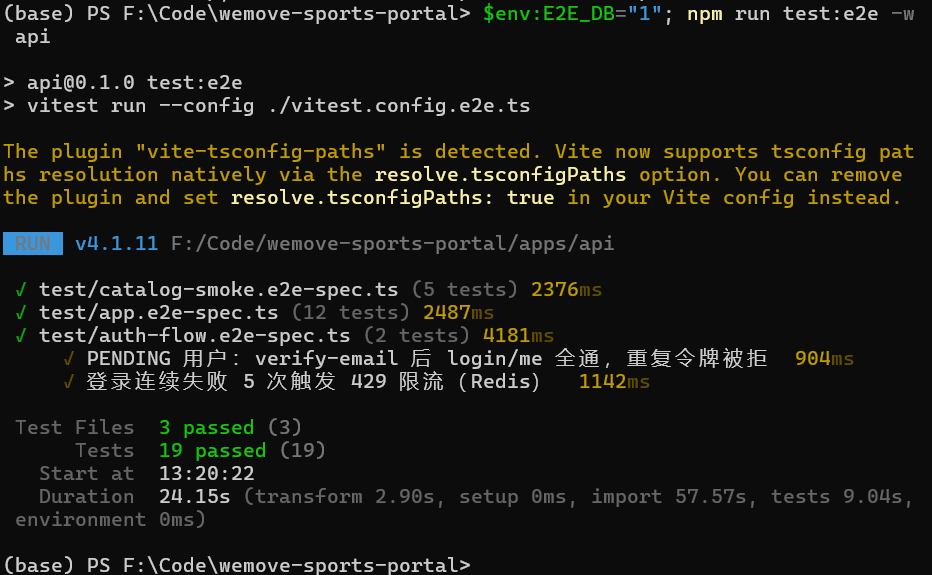 (base) PS F:\Code\wemove-sports-portal> $env:E2E_DB="1"; npm run test:e2e -w
 api

> api@0.1.0 test:e2e
> vitest run --config ./vitest.config.e2e.ts

The plugin "vite-tsconfig-paths" is detected. Vite now supports tsconfig pat
hs resolution natively via the resolve.tsconfigPaths option. You can remove
the plugin and set resolve.tsconfigPaths: true in your Vite config instead.

 RUN  v4.1.11 F:/Code/wemove-sports-portal/apps/api

 ✓ test/catalog-smoke.e2e-spec.ts (5 tests) 2376ms
 ✓ test/app.e2e-spec.ts (12 tests) 2487ms
 ✓ test/auth-flow.e2e-spec.ts (2 tests) 4181ms
     ✓ PENDING 用户: verify-email 后 login/me 全通, 重复令牌被拒  904ms
     ✓ 登录连续失败 5 次触发 429 限流 (Redis)  1142ms

 Test Files  3 passed (3)
      Tests  19 passed (19)
   Start at  13:20:22
   Duration  24.15s (transform 2.90s, setup 0ms, import 57.57s, tests 9.04s,
 environment 0ms)

(base) PS F:\Code\wemove-sports-portal>